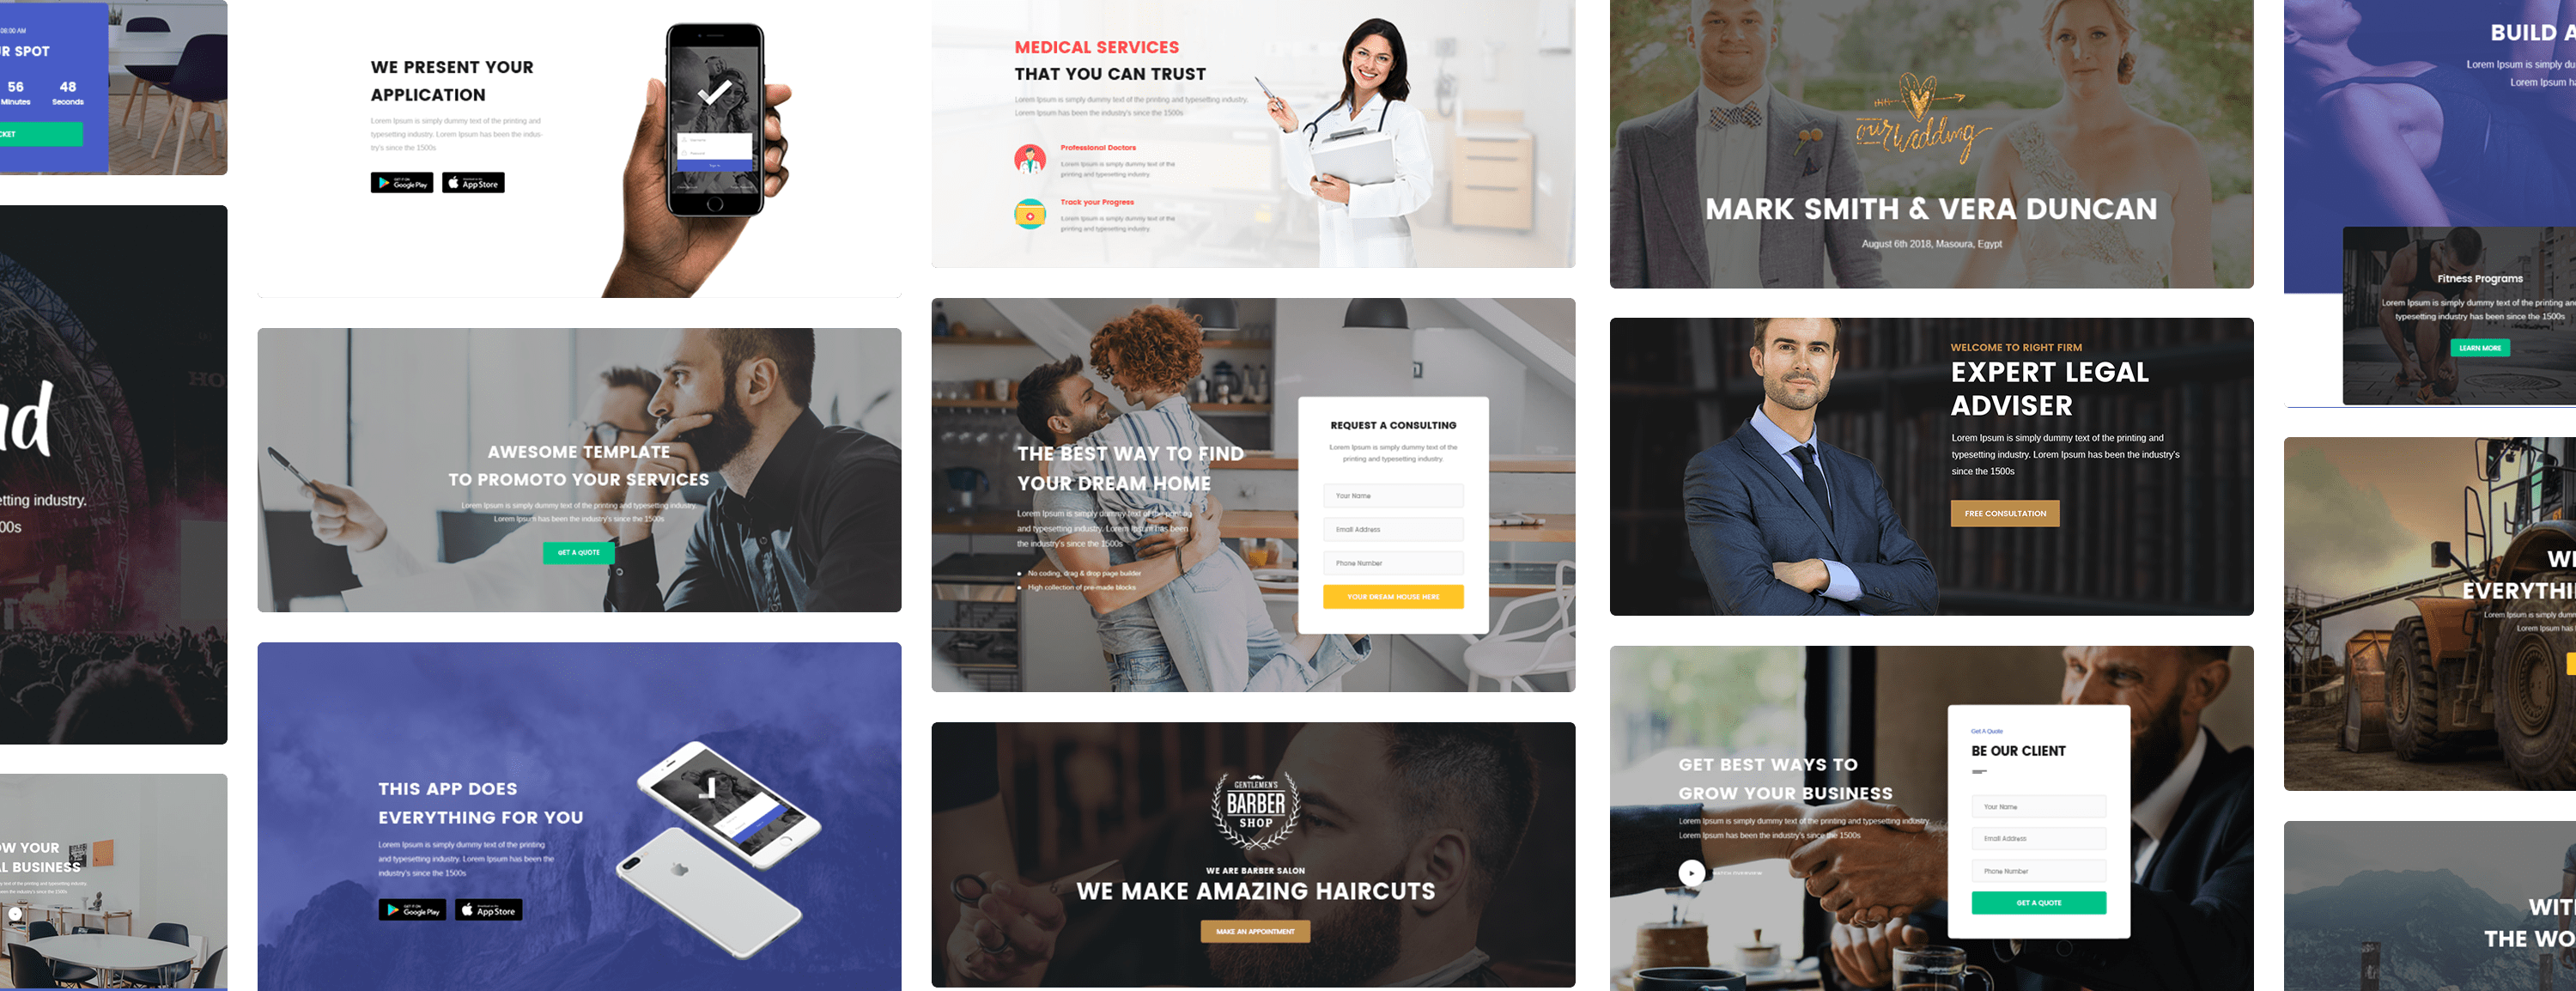 08:00 AM
R SPOT
56
48
Minutes
Seconds
KET
HO
etting industry.
00s
OW YOUR
L BUSINESS
WE PRESENT YOUR
APPLICATION
Lorem Ipsum is simply dummy text of the printing and
typesetting industry. Lorem Ipsum has been the indus-
try's since the 1500s
GET IT ON
Google Play
App Store
AWESOME TEMPLATE
TO PROMOTO YOUR SERVICES
Lorem Ipsum is simply dummy text of the printing and typesetting industry.
Lorem Ipsum has been the industry's since the 1500s
GET A QUOTE
THIS APP DOES
EVERYTHING FOR YOU
Lorem Ipsum is simply dummy text of the printing
and typesetting industry. Lorem Ipsum has been the
industry's since the 1500s
GET IT ON
Google Play
App Store
MEDICAL SERVICES
THAT YOU CAN TRUST
Lorem Ipsum is simply dummy text of the printing and typesetting industry.
Lorem Ipsum has been the industry's since the 1500s
Professional Doctors
Lorem Ipsum is simply dummy text of the
printing and typesetting industry.
Track your Progress
Lorem Ipsum is simply dummy text of the
printing and typesetting industry.
THE BEST WAY TO FIND
YOUR DREAM HOME
Lorem Ipsum is simply dummy text of the printing
and typesetting industry. Lorem Ipsum has been
the industry's since the 1500s
No coding, drag & drop page builder
High collection of pre-made blocks
REQUEST A CONSULTING
Lorem Ipsum is simply dummy text of the
printing and typesetting industry.
Your Name
Email Address
Phone Number
YOUR DREAM HOUSE HERE
GENTLEMEN'S
BARBER
SHOP
WE ARE BARBER SALON
WE MAKE AMAZING HAIRCUTS
MAKE AN APPOINTMENT
our wedding
MARK SMITH & VERA DUNCAN
August 6th 2018, Masoura, Egypt
WELCOME TO RIGHT FIRM
EXPERT LEGAL
ADVISER
Lorem Ipsum is simply dummy text of the printing and
typesetting industry. Lorem Ipsum has been the industry's
since the 1500s
FREE CONSULTATION
GET BEST WAYS TO
GROW YOUR BUSINESS
Lorem Ipsum is simply dummy text of the printing and typesetting industry.
Lorem Ipsum has been the industry's since the 1500s
Get A Quote
BE OUR CLIENT
Your Name
Email Address
Phone Number
GET A QUOTE
BUILD A
Lorem Ipsum is simply du
Lorem Ipsum ha
Fitness Programs
Lorem Ipsum is simply dummy text of the printing and
typesetting industry has been since the 1500s
LEARN MORE
WE
EVERYTHI
Lorem Ipsum is simply dumm
Lorem Ipsum has
WIT
THE WO